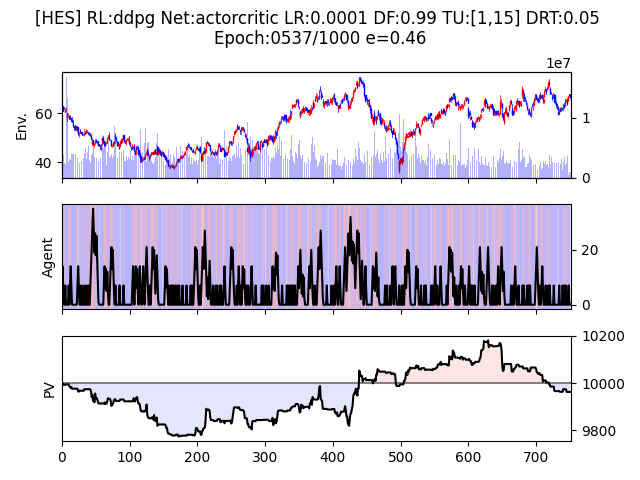 [HES] RL:ddpg Net:actorcritic LR:0.0001 DF:0.99 TU:[1,15] DRT:0.05
Epoch:0537/1000 e=0.46
1e7
Env.
60
40
1
0
Agent
20
0
PV
10200
10000
9800
0 100 200 300 400 500 600 700